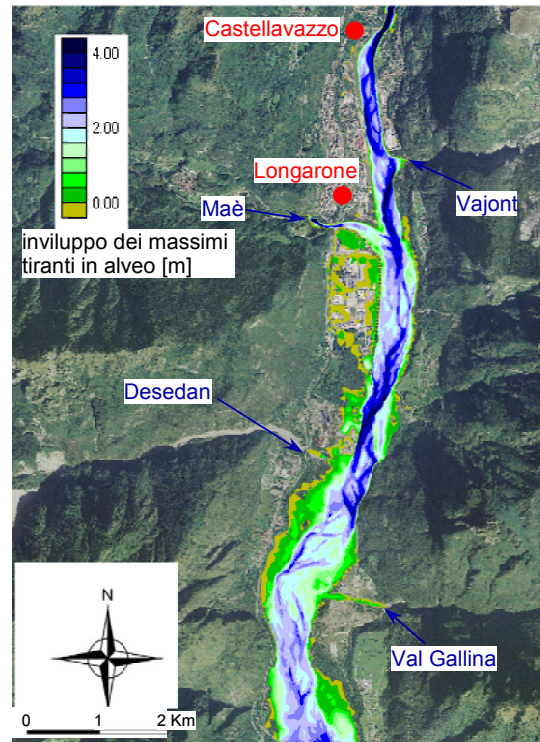 Castellavazzo
4.00
2.00
0.00
Longarone
Maè
Vajont
inviluppo dei massimi
tiranti in alveo [m]
Desedan
Val Gallina
N
0 1 2 Km